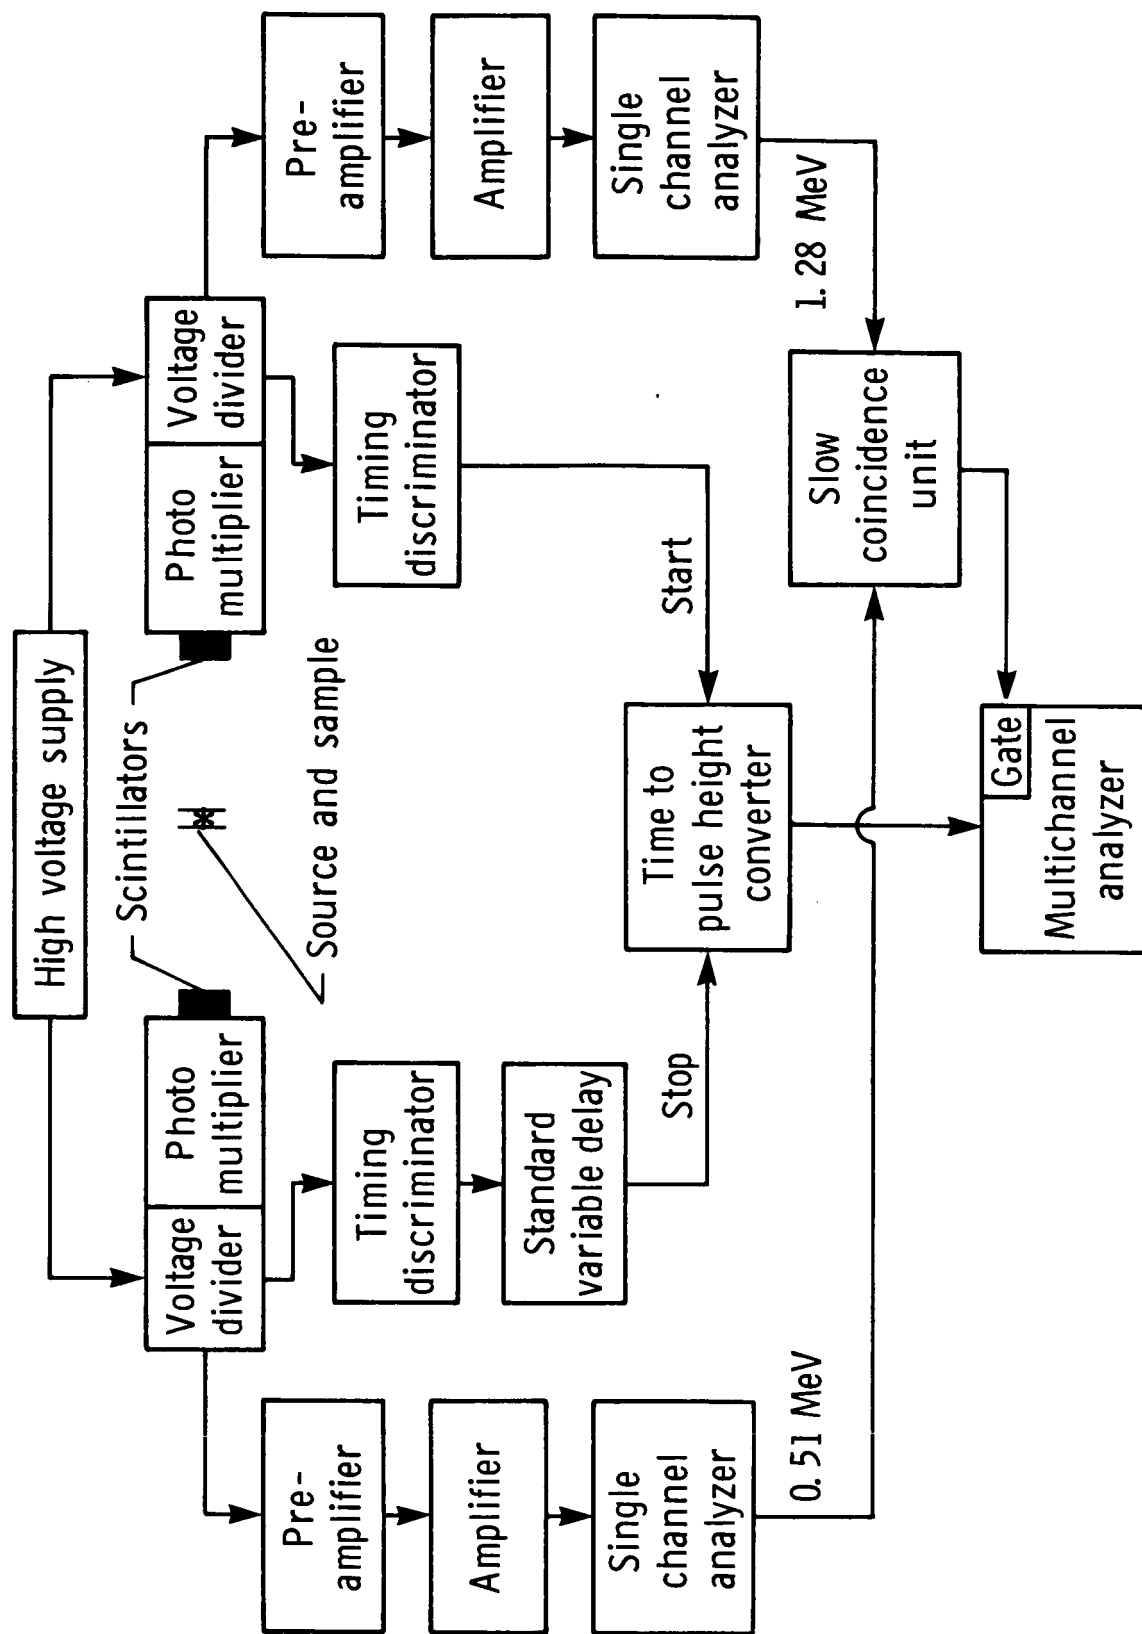 High voltage supply
Scintillators
Voltage
divider
Photo
multiplier
Photo
multiplier
Voltage
divider
Source and sample
Pre-
amplifier
Timing
discriminator
Timing
discriminator
Pre-
amplifier
Amplifier
Standard
variable delay
Amplifier
Single
channel
analyzer
Stop
Time to
pulse height
converter
Start
Single
channel
analyzer
0.51 MeV
1.28 MeV
Slow
coincidence
unit
Gate
Multichannel
analyzer